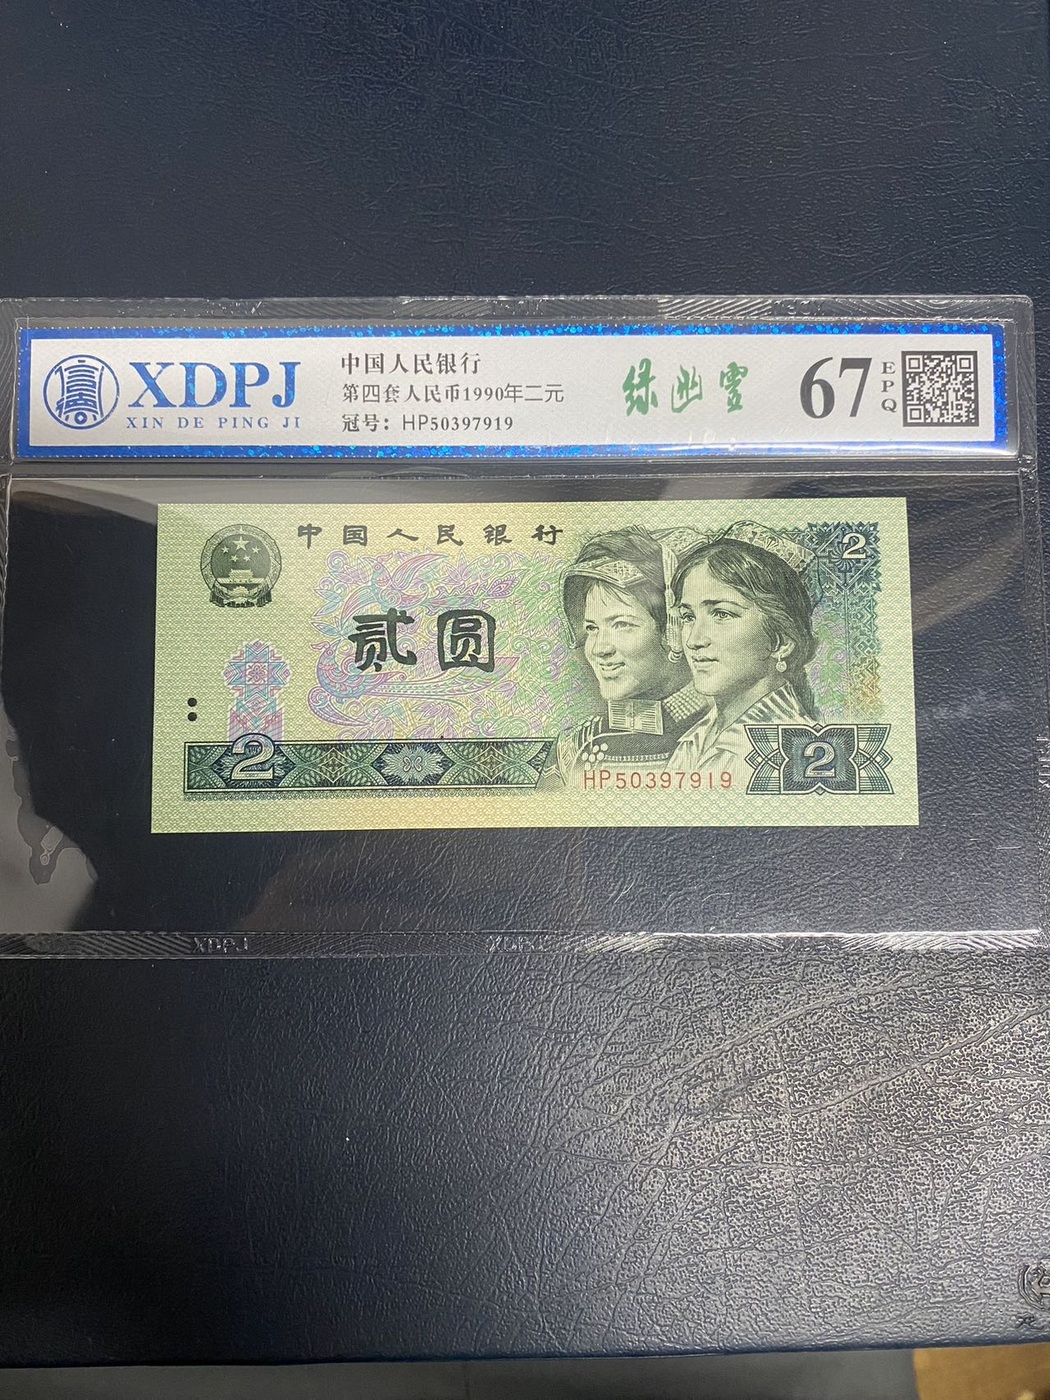 XDPJ
XIN DE PING JI
中国人民银行
第四套人民币1990年二元
冠号：HP50397919
绿幽灵
67
EPQ
中国人民银行
2
贰圆
2
HP50397919
2
XDPJ